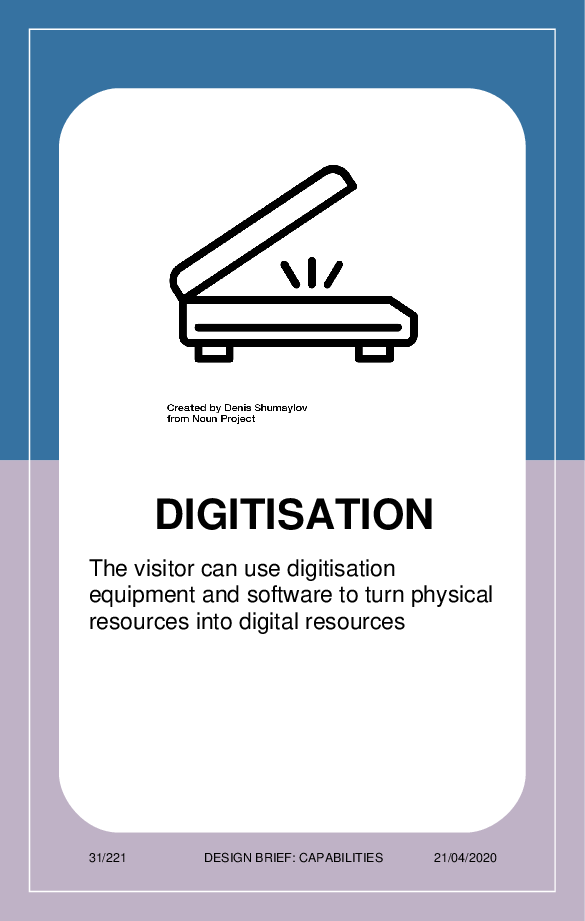 Created by Denis Shumaylov
from Noun Project
DIGITISATION
The visitor can use digitisation
equipment and software to turn physical
resources into digital resources
31/221 DESIGN BRIEF: CAPABILITIES 21/04/2020